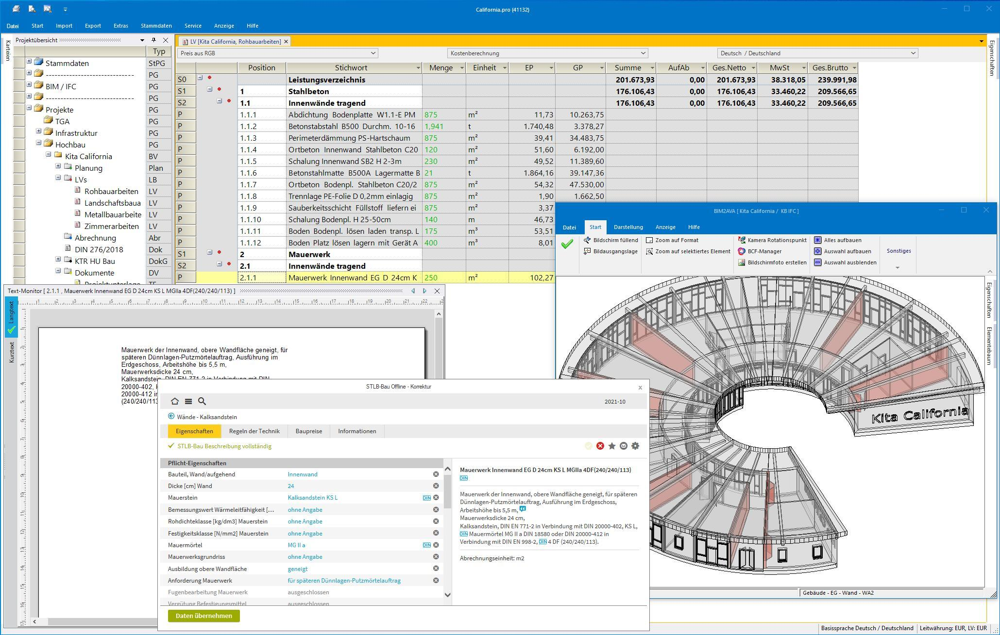 California.pro (41132)
Datei Start Import Export Extras Stammdaten Service Anzeige Hilfe
Karteien
Projektübersicht
Typ
Stammdaten StPG
------------------------------ PG
BIM / IFC PG
------------------------------ PG
Projekte PG
TGA PG
Infrastruktur PG
Hochbau PG
Kita California BV
Planung Plan
LVs LB
Rohbauarbeiten LV
Landschaftsbaua LV
Metallbauarbeite LV
Zimmerarbeiten LV
Abrechnung Abr
DIN 276/2018 Dok
KTR HU Bau DokG
Dokumente DV
Projektunterlage TF
LV [Kita California, Rohbauarbeiten]
Eigenschaften
Preis aus RGB Kostenberechnung Deutsch / Deutschland
Position Stichwort Menge Einheit EP GP Summe AufAb Ges.Netto MwSt Ges.Brutto
S0 Leistungsverzeichnis 201.673,93 0,00 201.673,93 38.318,05 239.991,98
S1 1 Stahlbeton 176.106,43 0,00 176.106,43 33.460,22 209.566,65
S2 1.1 Innenwände tragend 176.106,43 0,00 176.106,43 33.460,22 209.566,65
P 1.1.1 Abdichtung Bodenplatte W1.1-E PM 875 m² 11,73 10.263,75
P 1.1.2 Betonstabstahl B500 Durchm. 10-16 1,941 t 1.740,48 3.378,27
P 1.1.3 Perimeterdämmung PS-Hartschaum 875 m² 39,41 34.483,75
P 1.1.4 Ortbeton Innenwand Stahlbeton C20 120 m² 51,60 6.192,00
P 1.1.5 Schalung Innenwand SB2 H 2-3m 230 m² 49,52 11.389,60
P 1.1.6 Betonstahlmatte B500A Lagermatte B 21 t 1.864,16 39.147,36
P 1.1.7 Ortbeton Bodenpl. Stahlbeton C20/2 875 m² 54,32 47.530,00
P 1.1.8 Trennlage PE-Folie D 0,2mm einlagig 875 m² 1,90 1.662,50
P 1.1.9 Sauberkeitsschicht Füllstoff liefern ei 875 m² 3,37
P 1.1.10 Schalung Bodenpl. H 25-50cm 140 m 46,73
P 1.1.11 Boden Bodenpl. lösen laden transp. L 175 m³ 53,51
P 1.1.12 Boden Platz lösen lagern mit Gerät A 400 m³ 8,01
S1 2 Mauerwerk
S2 2.1 Innenwände tragend
P 2.1.1 Mauerwerk Innenwand EG D 24cm K 250 m² 102,27
BIM2AVA [ Kita California / KB IFC ]
Datei Start Darstellung Anzeige Hilfe
Bildschirm füllend Zoom auf Format Kamera Rotationspunkt Alles aufbauen
Bildausgangslage Zoom auf selektiertes Element BCF-Manager Auswahl aufbauen Sonstiges
Bildschirmfoto erstellen Auswahl ausblenden
Eigenschaften
Elementebaum
Kita California
Gebäude - EG - Wand - WA2
Text-Monitor [ 2.1.1 , Mauerwerk Innenwand EG D 24cm KS L MGIIa 4DF(240/240/113) ]
1 2 3 4 5 6 7 8 9 10 11 12 13 14 15 16 17 18 19 20 21 22 2
Langtext
Kurztext
Mauerwerk der Innenwand, obere Wandfläche geneigt, für
späteren Dünnlagen-Putzmörtelauftrag, Ausführung im
Erdgeschoss, Arbeitshöhe bis 5,5 m,
Mauerwerksdicke 24 cm,
Kalksandstein, DIN EN 771-2 in Verbindung mit DIN
20000-402,
20000-412 in
(240/240/113
STLB-Bau Offline - Korrektur
2021-10
Wände - Kalksandstein
Eigenschaften Regeln der Technik Baupreise Informationen
STLB-Bau Beschreibung vollständig
Pflicht-Eigenschaften
Bauteil, Wand/aufgehend Innenwand
Dicke [cm] Wand 24
Mauerstein Kalksandstein KS L DIN
Bemessungswert Wärmeleitfähigkeit [... ohne Angabe
Rohdichteklasse [kg/dm3] Mauerstein ohne Angabe
Festigkeitsklasse [N/mm2] Mauerstein ohne Angabe
Mauermörtel MG II a DIN
Mauerwerksgrundriss ohne Angabe
Ausbildung obere Wandfläche geneigt
Anforderung Mauerwerk für späteren Dünnlagen-Putzmörtelauftrag
Fugenbearbeitung Mauerwerk ausgeschlossen
Vergütung Befestigungsmittel ausgeschlossen
Mauerwerk Innenwand EG D 24cm KS L MGIIa 4DF(240/240/113)
DIN
Mauerwerk der Innenwand, obere Wandfläche geneigt, für späteren
Dünnlagen-Putzmörtelauftrag, Ausführung im Erdgeschoss,
Arbeitshöhe bis 5,5 m,
Mauerwerksdicke 24 cm,
Kalksandstein, DIN EN 771-2 in Verbindung mit DIN 20000-402, KS L,
DIN Mauermörtel MG II a DIN 18580 oder DIN 20000-412 in
Verbindung mit DIN EN 998-2, DIN 4 DF (240/240/113).
Abrechnungseinheit: m2
Daten übernehmen
Basissprache Deutsch / Deutschland Leitwährung: EUR, LV: EUR